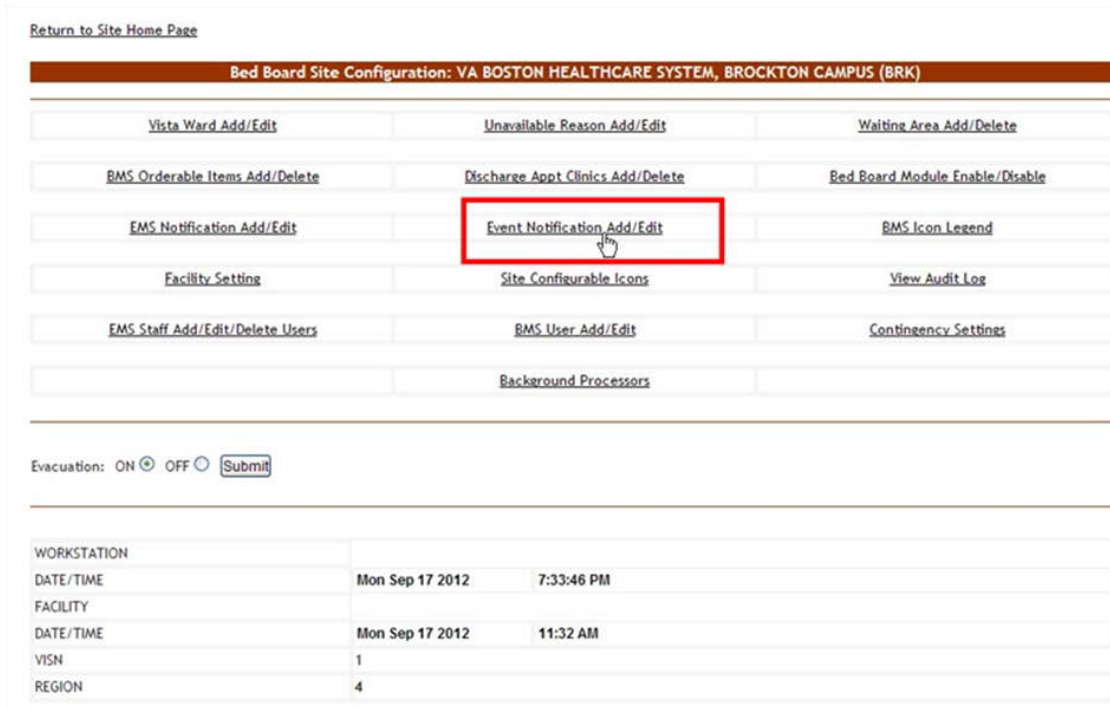 Return to Site Home Page
Bed Board Site Configuration: VA BOSTON HEALTHCARE SYSTEM, BROCKTON CAMPUS (BRK)
Vista Ward Add/Edit Unavailable Reason Add/Edit Waiting Area Add/Delete
BMS Orderable Items Add/Delete Discharge Appt Clinics Add/Delete Bed Board Module Enable/Disable
EMS Notification Add/Edit Event Notification Add/Edit BMS Icon Legend
Facility Setting Site Configurable Icons View Audit Log
EMS Staff Add/Edit/Delete Users BMS User Add/Edit Contingency Settings
Background Processors
Evacuation: ON OFF Submit
WORKSTATION
DATE/TIME Mon Sep 17 2012 7:33:46 PM
FACILITY
DATE/TIME Mon Sep 17 2012 11:32 AM
VISN 1
REGION 4